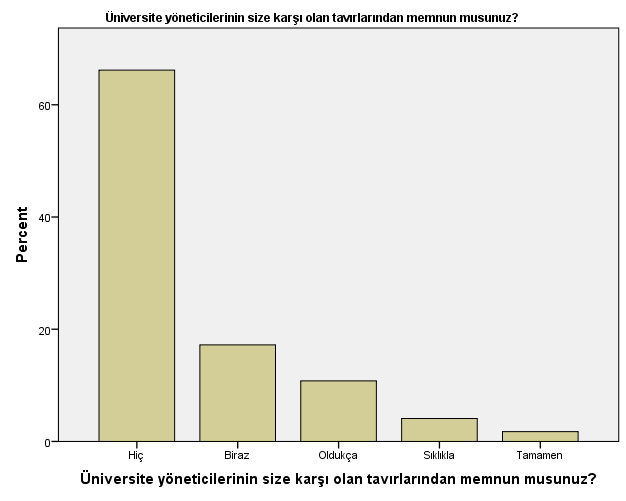 Üniversite yöneticilerinin size karşı olan tavırlarından memnun musunuz?
Percent
60
40
20
0
Hiç
Biraz
Oldukça
Sıklıkla
Tamamen
Üniversite yöneticilerinin size karşı olan tavırlarından memnun musunuz?